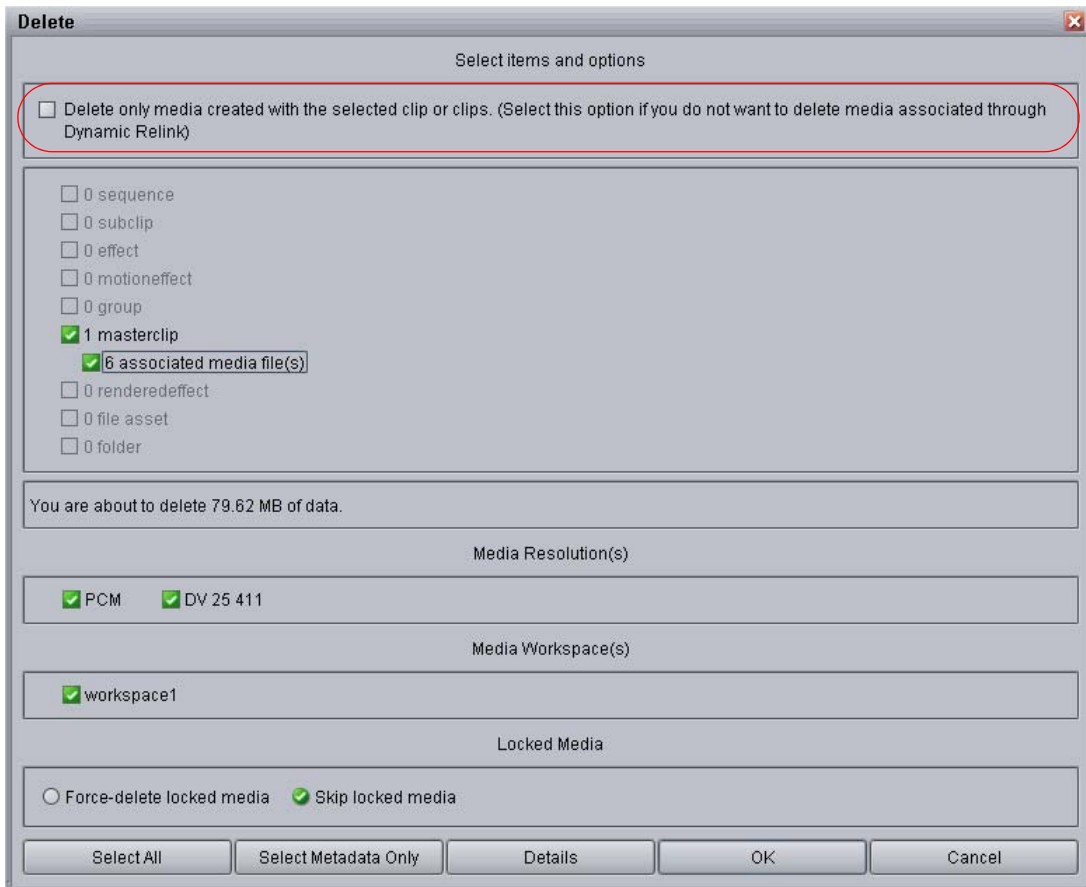 Delete
Select items and options
Delete only media created with the selected clip or clips. (Select this option if you do not want to delete media associated through
Dynamic Relink)
0 sequence
0 subclip
0 effect
0 motioneffect
0 group
1 masterclip
6 associated media file(s)
0 renderedeffect
0 file asset
0 folder
You are about to delete 79.62 MB of data.
Media Resolution(s)
PCM DV 25 411
Media Workspace(s)
workspace1
Locked Media
Force-delete locked media Skip locked media
Select All Select Metadata Only Details OK Cancel